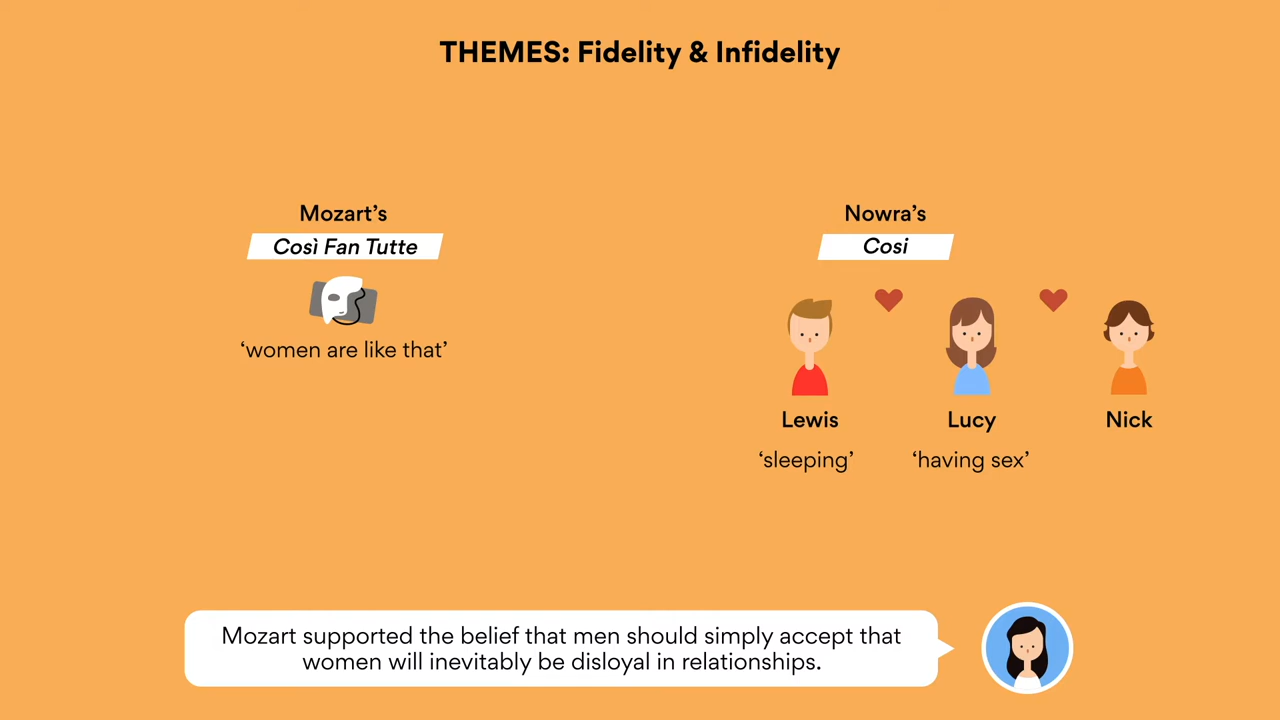 THEMES: Fidelity & Infidelity
Mozart’s
Così Fan Tutte
‘women are like that’
Nowra’s
Cosi
Lewis
Lucy
Nick
‘sleeping’
‘having sex’
Mozart supported the belief that men should simply accept that
women will inevitably be disloyal in relationships.